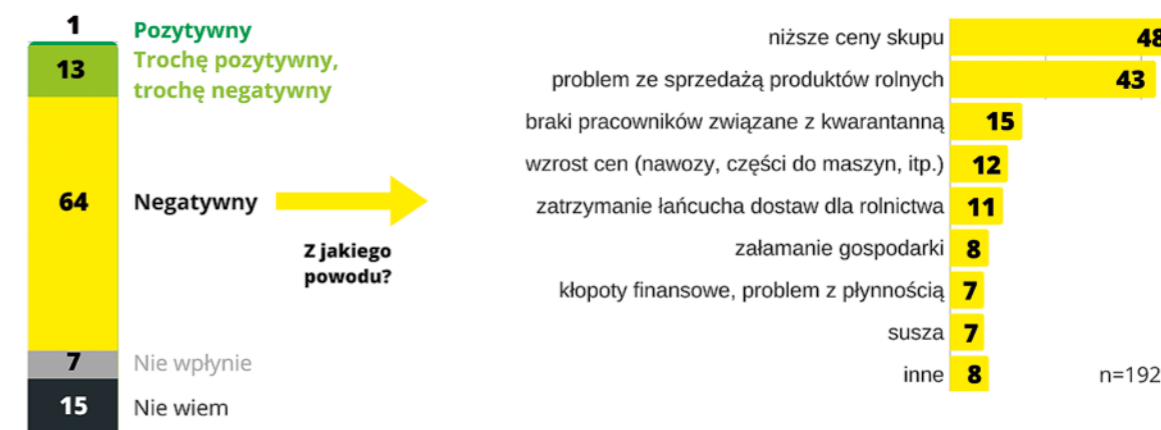 1
Pozytywny
13
Trochę pozytywny,
trochę negatywny
64
Negatywny
Z jakiego
powodu?
7
Nie wpłynie
15
Nie wiem
niższe ceny skupu 48
problem ze sprzedażą produktów rolnych 43
braki pracowników związane z kwarantanną 15
wzrost cen (nawozy, części do maszyn, itp.) 12
zatrzymanie łańcucha dostaw dla rolnictwa 11
załamanie gospodarki 8
kłopoty finansowe, problem z płynnością 7
susza 7
inne 8
n=192